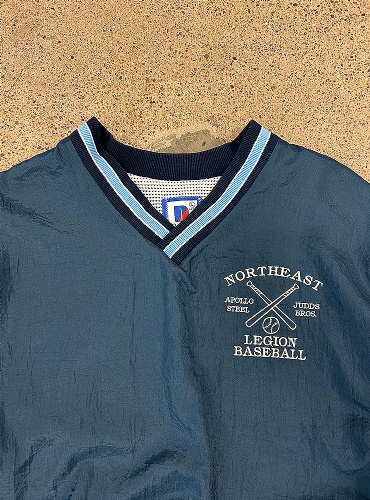 NORTHEAST
APOLLO STEEL
JUDDS BROS.
LEGION
BASEBALL